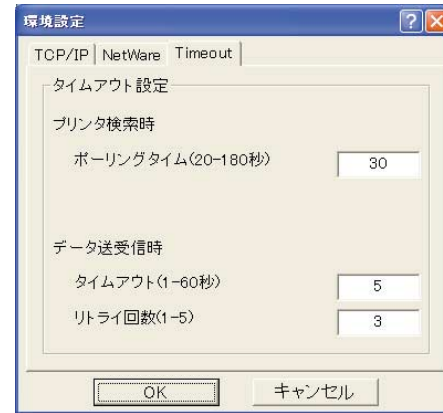 環境設定
TCP/IP NetWare Timeout
タイムアウト設定
プリンタ検索時
ポーリングタイム(20-180秒) 30
データ送受信時
タイムアウト(1-60秒) 5
リトライ回数(1-5) 3
OK キャンセル